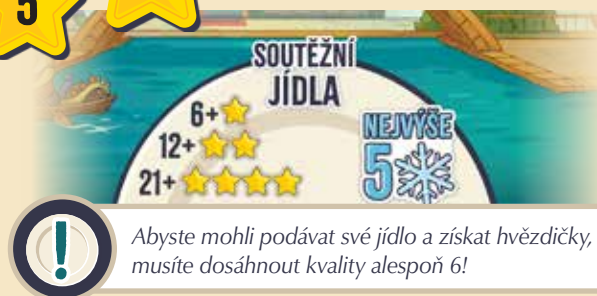 5
SOUTĚŽNÍ
JÍDLA
6+
12+
21+
NEJVÝŠE
5
!
Abyste mohli podávat své jídlo a získat hvězdičky,
musíte dosáhnout kvality alespoň 6!